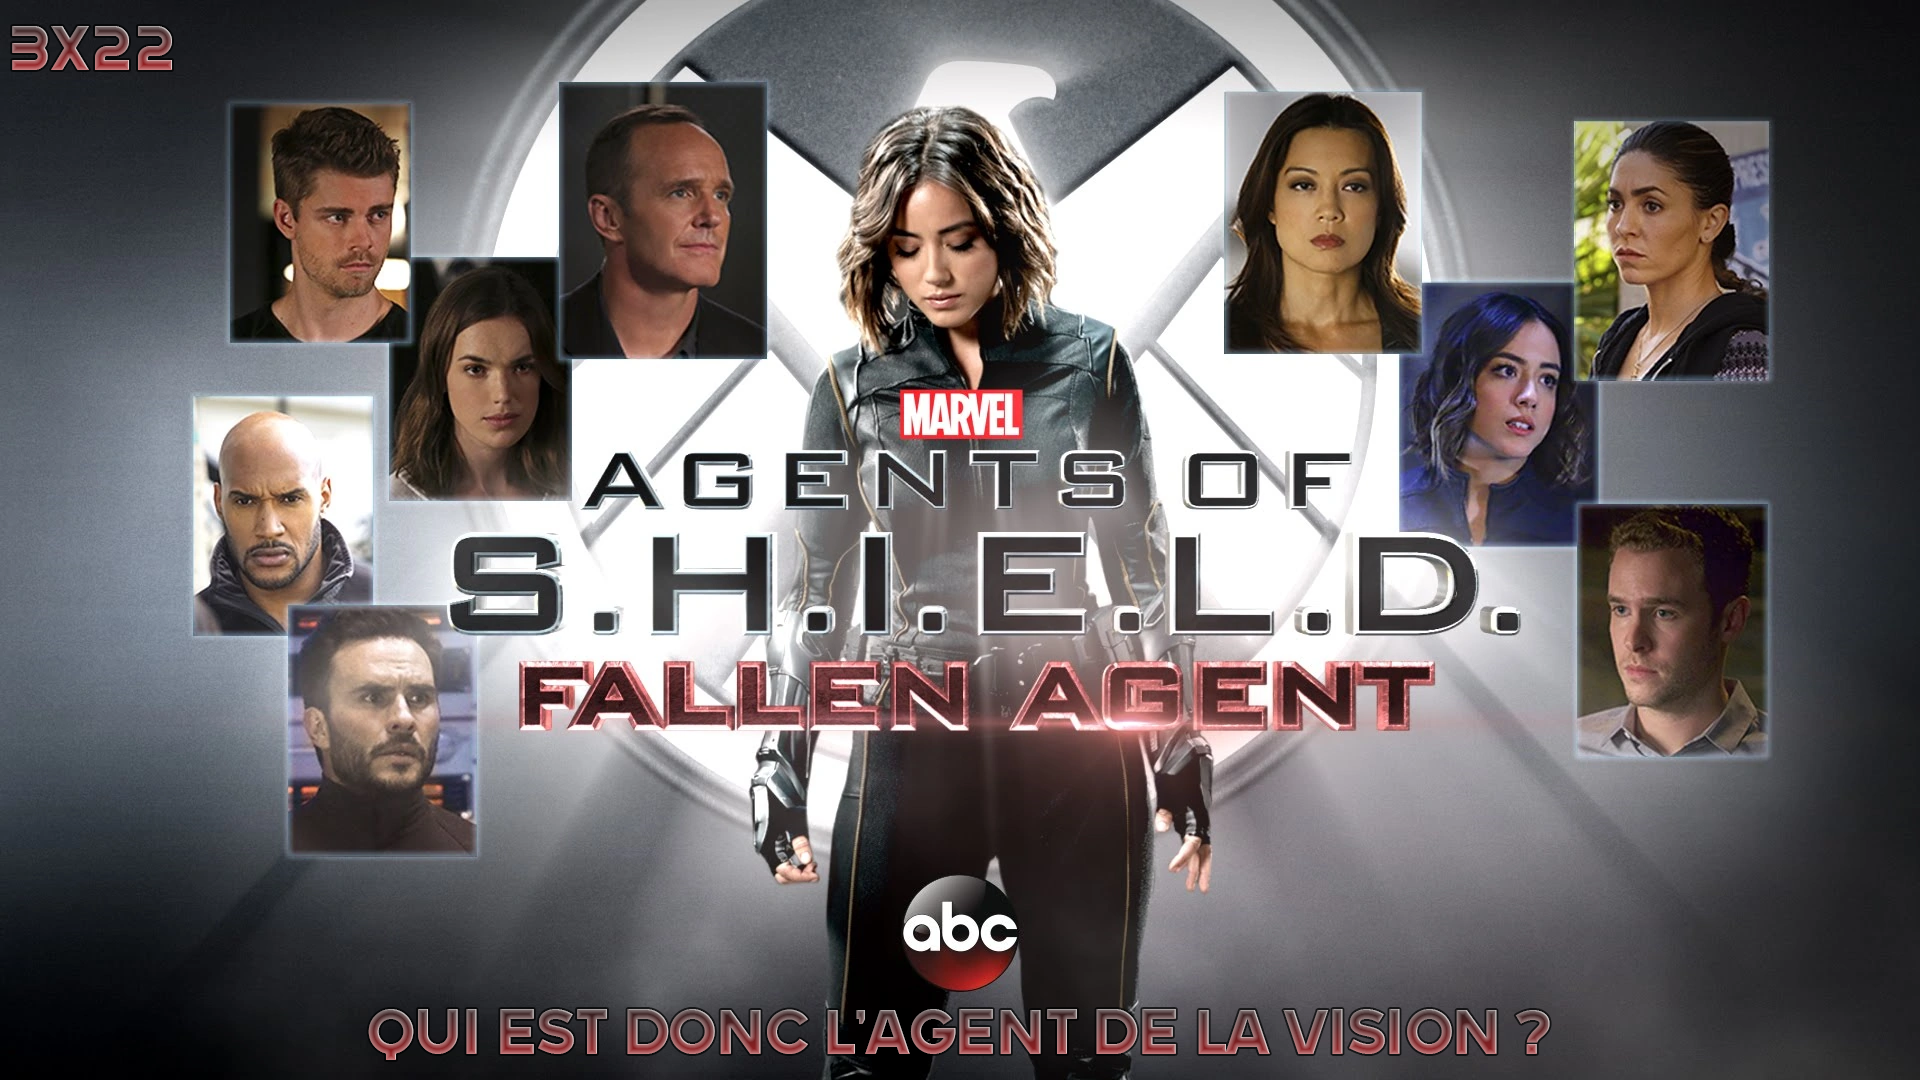 3X22
MARVEL
AGENTS OF
S.H.I.E.L.D.
FALLEN AGENT
abc
QUI EST DONC L'AGENT DE LA VISION ?